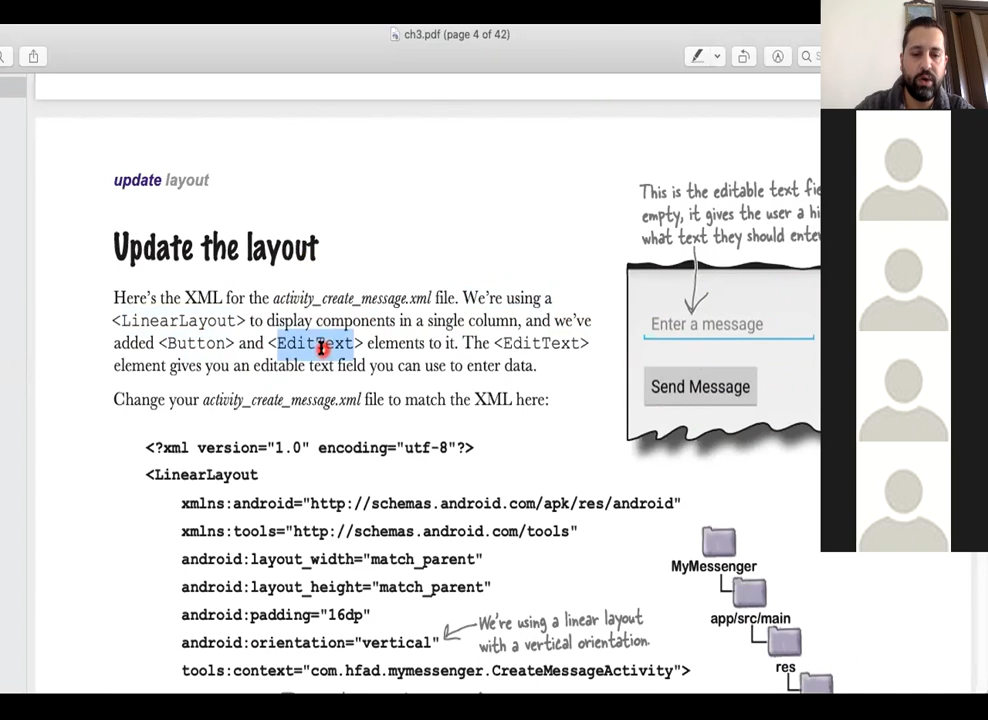 ch3.pdf (page 4 of 42)
update layout
This is the editable text
empty, it gives the user a
what text they should
Update the layout
Here's the XML for the activity_create_message.xml file. We're using a
<LinearLayout> to display components in a single column, and we've
added <Button> and <EditText> elements to it. The <EditText>
element gives you an editable text field you can use to enter data.
Enter a message
Send Message
Change your activity_create_message.xml file to match the XML here:
<?xml version="1.0" encoding="utf-8"?>
<LinearLayout
xmlns:android="http://schemas.android.com/apk/res/android"
xmlns:tools="http://schemas.android.com/tools"
android:layout_width="match_parent"
android:layout_height="match_parent"
android:padding="16dp"
android:orientation="vertical"
We're using a linear layout
with a vertical orientation.
tools:context="com.hfad.mymessenger.CreateMessageActivity">
MyMessenger
app/src/main
res